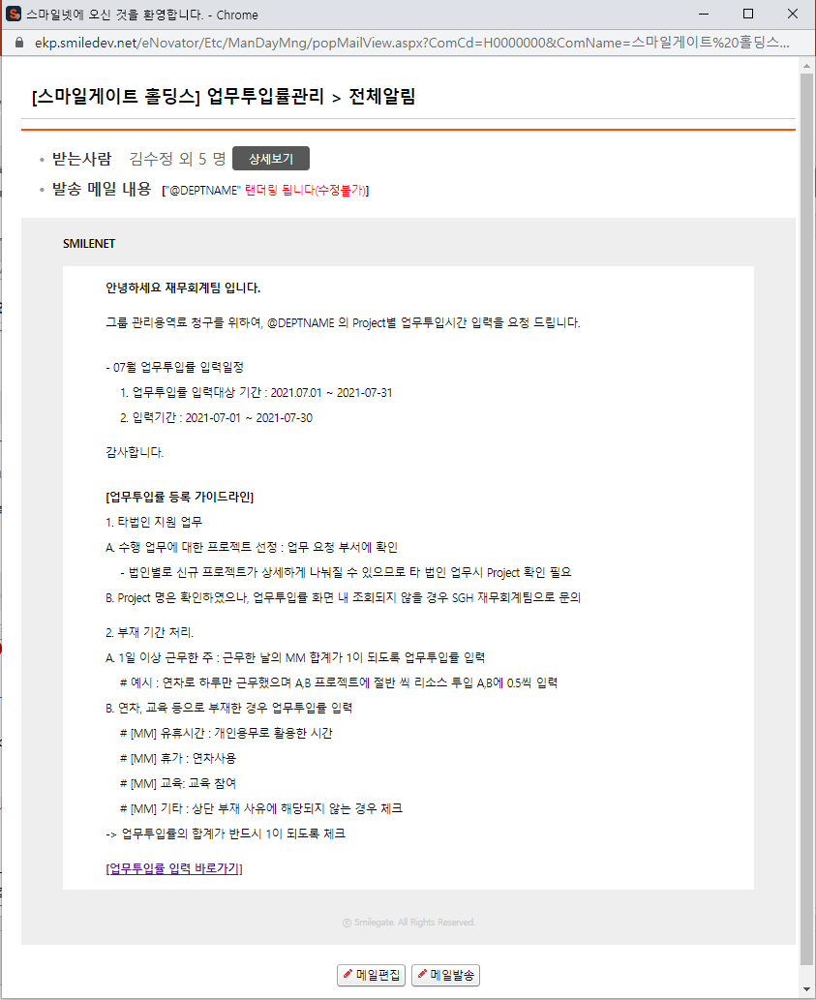 스마일넷에 오신 것을 환영합니다. - Chrome
ekp.smiledev.net/eNovator/Etc/ManDayMng/popMailView.aspx?ComCd=H0000000&ComName=스마일게이트%20홀딩스...
[스마일게이트 홀딩스] 업무투입률관리 > 전체알림
받는사람 김수정 외 5 명 상세보기
발송 메일 내용 ["@DEPTNAME" 랜더링 됩니다(수정불가)]
SMILENET
안녕하세요 재무회계팀 입니다.
그룹 관리용역료 청구를 위하여, @DEPTNAME 의 Project별 업무투입시간 입력을 요청 드립니다.
- 07월 업무투입률 입력일정
1. 업무투입률 입력대상 기간 : 2021.07.01 ~ 2021-07-31
2. 입력기간 : 2021-07-01 ~ 2021-07-30
감사합니다.
[업무투입률 등록 가이드라인]
1. 타법인 지원 업무
A. 수행 업무에 대한 프로젝트 선정 : 업무 요청 부서에 확인
- 법인별로 신규 프로젝트가 상세하게 나눠질 수 있으므로 타 법인 업무시 Project 확인 필요
B. Project 명은 확인하였으나, 업무투입률 화면 내 조회되지 않을 경우 SGH 재무회계팀으로 문의
2. 부재 기간 처리.
A. 1일 이상 근무한 주 : 근무한 날의 MM 합계가 1이 되도록 업무투입률 입력
# 예시 : 연차로 하루만 근무했으며 A,B 프로젝트에 절반 씩 리소스 투입 A,B에 0.5씩 입력
B. 연차, 교육 등으로 부재한 경우 업무투입률 입력
# [MM] 유휴시간 : 개인용무로 활용한 시간
# [MM] 휴가 : 연차사용
# [MM] 교육: 교육 참여
# [MM] 기타 : 상단 부재 사유에 해당되지 않는 경우 체크
-> 업무투입률의 합계가 반드시 1이 되도록 체크
[업무투입률 입력 바로가기]
ⓒ Smilegate. All Rights Reserved.
메일편집 메일발송